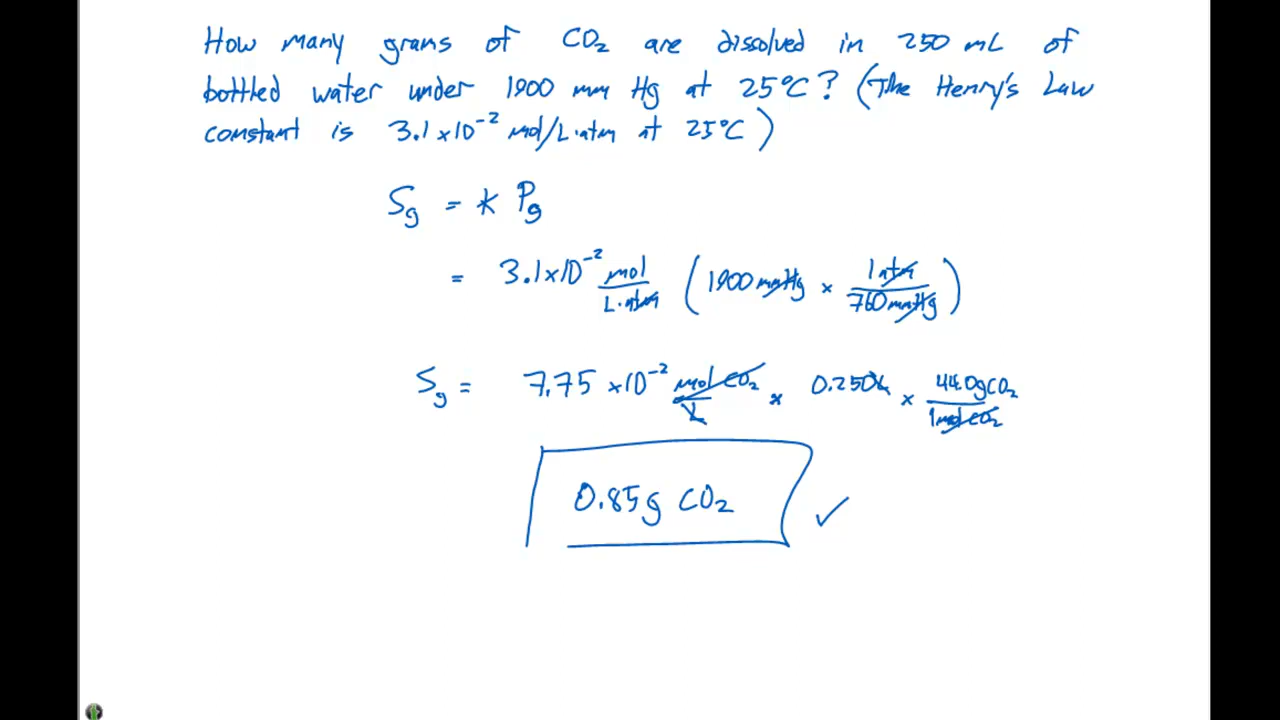 How many grams of CO₂ are dissolved in 250 mL of
bottled water under 1900 mm Hg at 25°C? (The Henry's Law
constant is 3.1×10⁻² mol/L·atm at 25°C)
Sg = k Pg
= 3.1×10⁻² mol/L·atm (1900 mmHg × 1 atm/760 mmHg)
Sg = 7.75 ×10⁻² mol CO₂/L × 0.250L × 44.0g CO₂/1 mol CO₂
0.85g CO₂ ✓